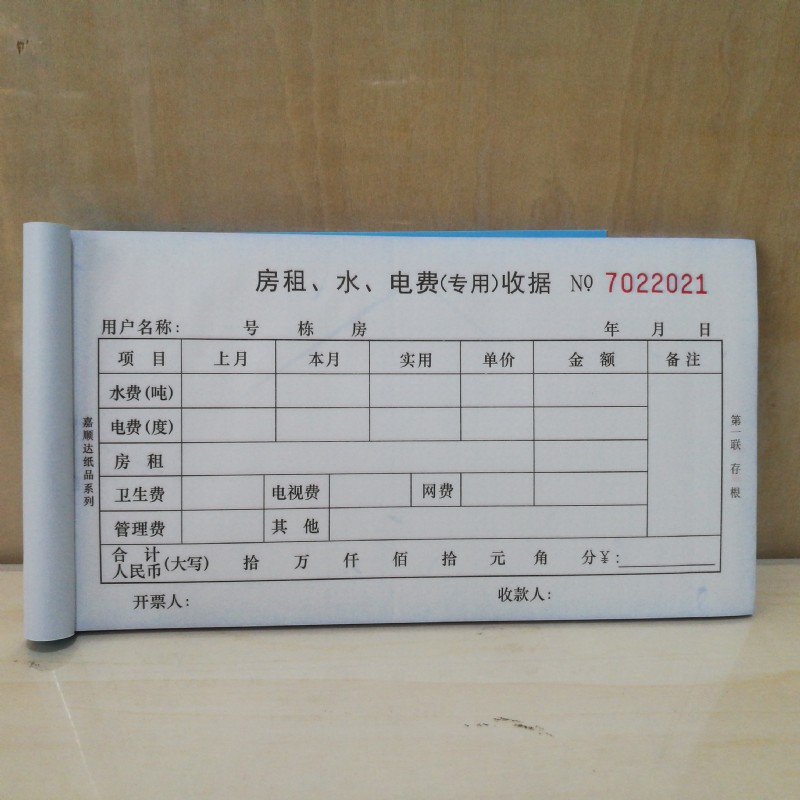 房租、水、电费(专用)收据 № 7022021
用户名称: 号 栋 房 年 月 日
项 目 上月 本月 实用 单价 金 额 备注
水费(吨)
电费(度)
房 租
卫生费 电视费 网费
管理费 其 他
合 计
人民币(大写) 拾 万 仟 佰 拾 元 角 分¥:
开票人: 收款人:
嘉顺达纸品系列
第一联 存根